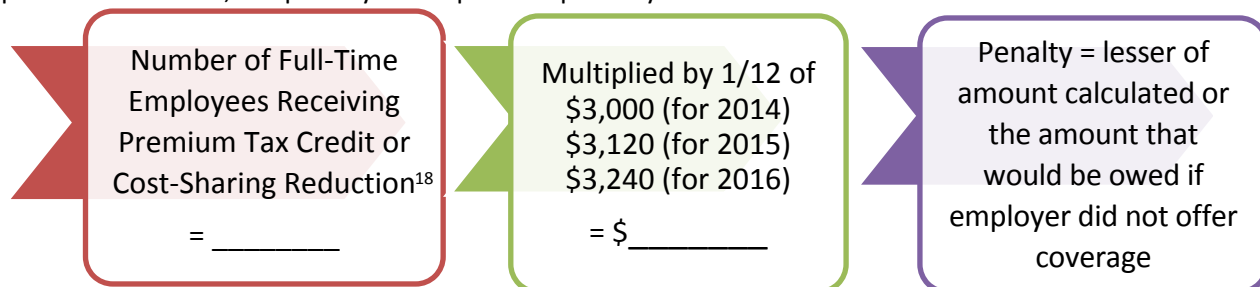 Number of Full-Time
Employees Receiving
Premium Tax Credit or
Cost-Sharing Reduction18
= ________
Multiplied by 1/12 of
$3,000 (for 2014)
$3,120 (for 2015)
$3,240 (for 2016)
= $________
Penalty = lesser of
amount calculated or
the amount that
would be owed if
employer did not offer
coverage